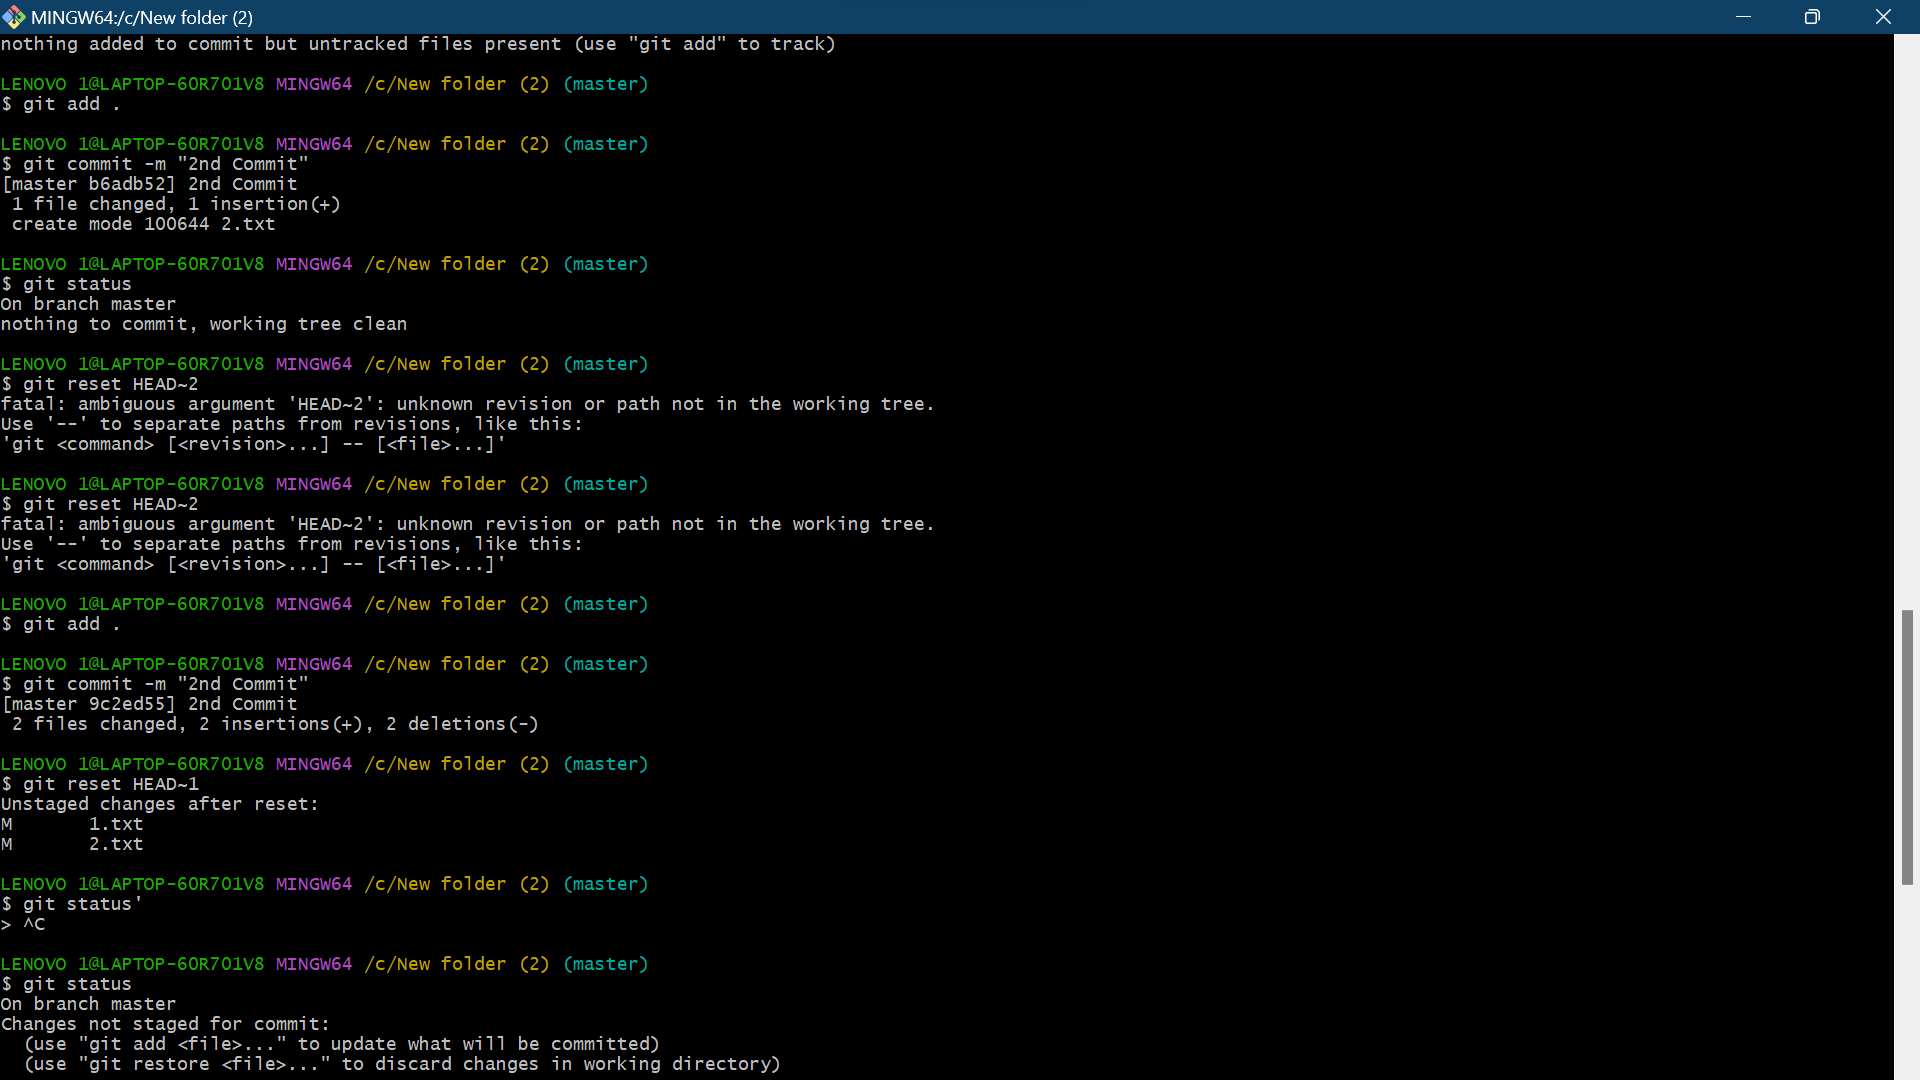 MINGW64:/c/New folder (2)
nothing added to commit but untracked files present (use "git add" to track)
LENOVO 1@LAPTOP-60R701V8 MINGW64 /c/New folder (2) (master)
$ git add .
LENOVO 1@LAPTOP-60R701V8 MINGW64 /c/New folder (2) (master)
$ git commit -m "2nd Commit"
[master b6adb52] 2nd Commit
 1 file changed, 1 insertion(+)
 create mode 100644 2.txt
LENOVO 1@LAPTOP-60R701V8 MINGW64 /c/New folder (2) (master)
$ git status
On branch master
nothing to commit, working tree clean
LENOVO 1@LAPTOP-60R701V8 MINGW64 /c/New folder (2) (master)
$ git reset HEAD~2
fatal: ambiguous argument 'HEAD~2': unknown revision or path not in the working tree.
Use '--' to separate paths from revisions, like this:
'git <command> [<revision>...] -- [<file>...]'
LENOVO 1@LAPTOP-60R701V8 MINGW64 /c/New folder (2) (master)
$ git reset HEAD~2
fatal: ambiguous argument 'HEAD~2': unknown revision or path not in the working tree.
Use '--' to separate paths from revisions, like this:
'git <command> [<revision>...] -- [<file>...]'
LENOVO 1@LAPTOP-60R701V8 MINGW64 /c/New folder (2) (master)
$ git add .
LENOVO 1@LAPTOP-60R701V8 MINGW64 /c/New folder (2) (master)
$ git commit -m "2nd Commit"
[master 9c2ed55] 2nd Commit
 2 files changed, 2 insertions(+), 2 deletions(-)
LENOVO 1@LAPTOP-60R701V8 MINGW64 /c/New folder (2) (master)
$ git reset HEAD~1
Unstaged changes after reset:
M       1.txt
M       2.txt
LENOVO 1@LAPTOP-60R701V8 MINGW64 /c/New folder (2) (master)
$ git status'
> ^C
LENOVO 1@LAPTOP-60R701V8 MINGW64 /c/New folder (2) (master)
$ git status
On branch master
Changes not staged for commit:
  (use "git add <file>..." to update what will be committed)
  (use "git restore <file>..." to discard changes in working directory)